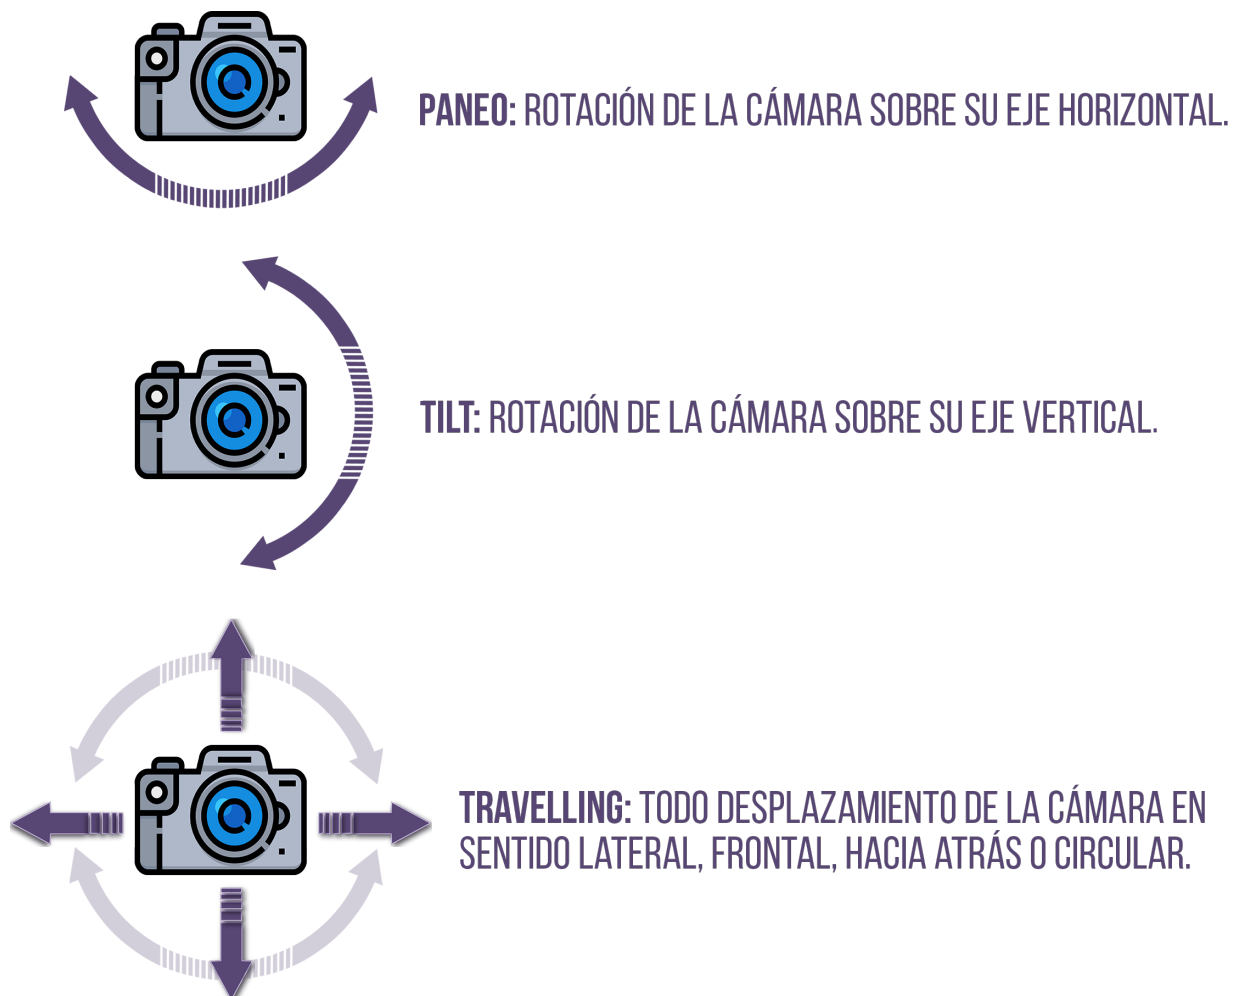 PANEO: ROTACIÓN DE LA CÁMARA SOBRE SU EJE HORIZONTAL.
TILT: ROTACIÓN DE LA CÁMARA SOBRE SU EJE VERTICAL.
TRAVELLING: TODO DESPLAZAMIENTO DE LA CÁMARA EN
SENTIDO LATERAL, FRONTAL, HACIA ATRÁS O CIRCULAR.